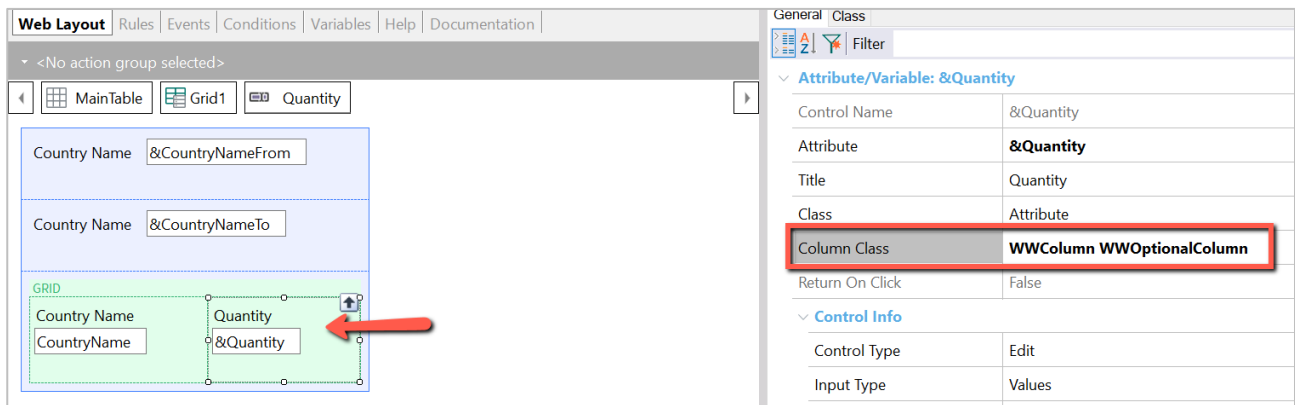 Web Layout Rules Events Conditions Variables Help Documentation
<No action group selected>
MainTable Grid1 Quantity
Country Name &CountryNameFrom
Country Name &CountryNameTo
GRID
Country Name Quantity
CountryName &Quantity
General Class
Filter
Attribute/Variable: &Quantity
Control Name &Quantity
Attribute &Quantity
Title Quantity
Class Attribute
Column Class WWColumn WWOptionalColumn
Return On Click False
Control Info
Control Type Edit
Input Type Values